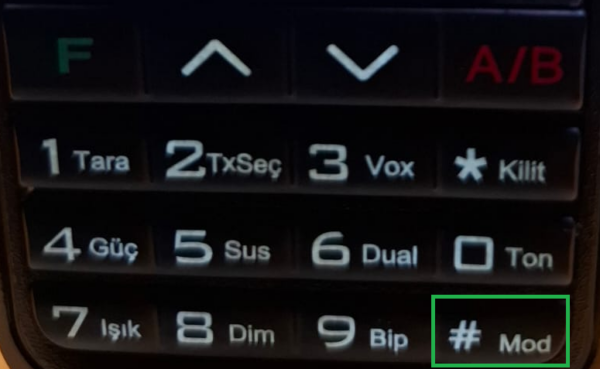 F A/B
1 Tara 2 TxSeç 3 Vox * Kilit
4 Güç 5 Sus 6 Dual 0 Ton
7 Işık 8 Dim 9 Bip # Mod